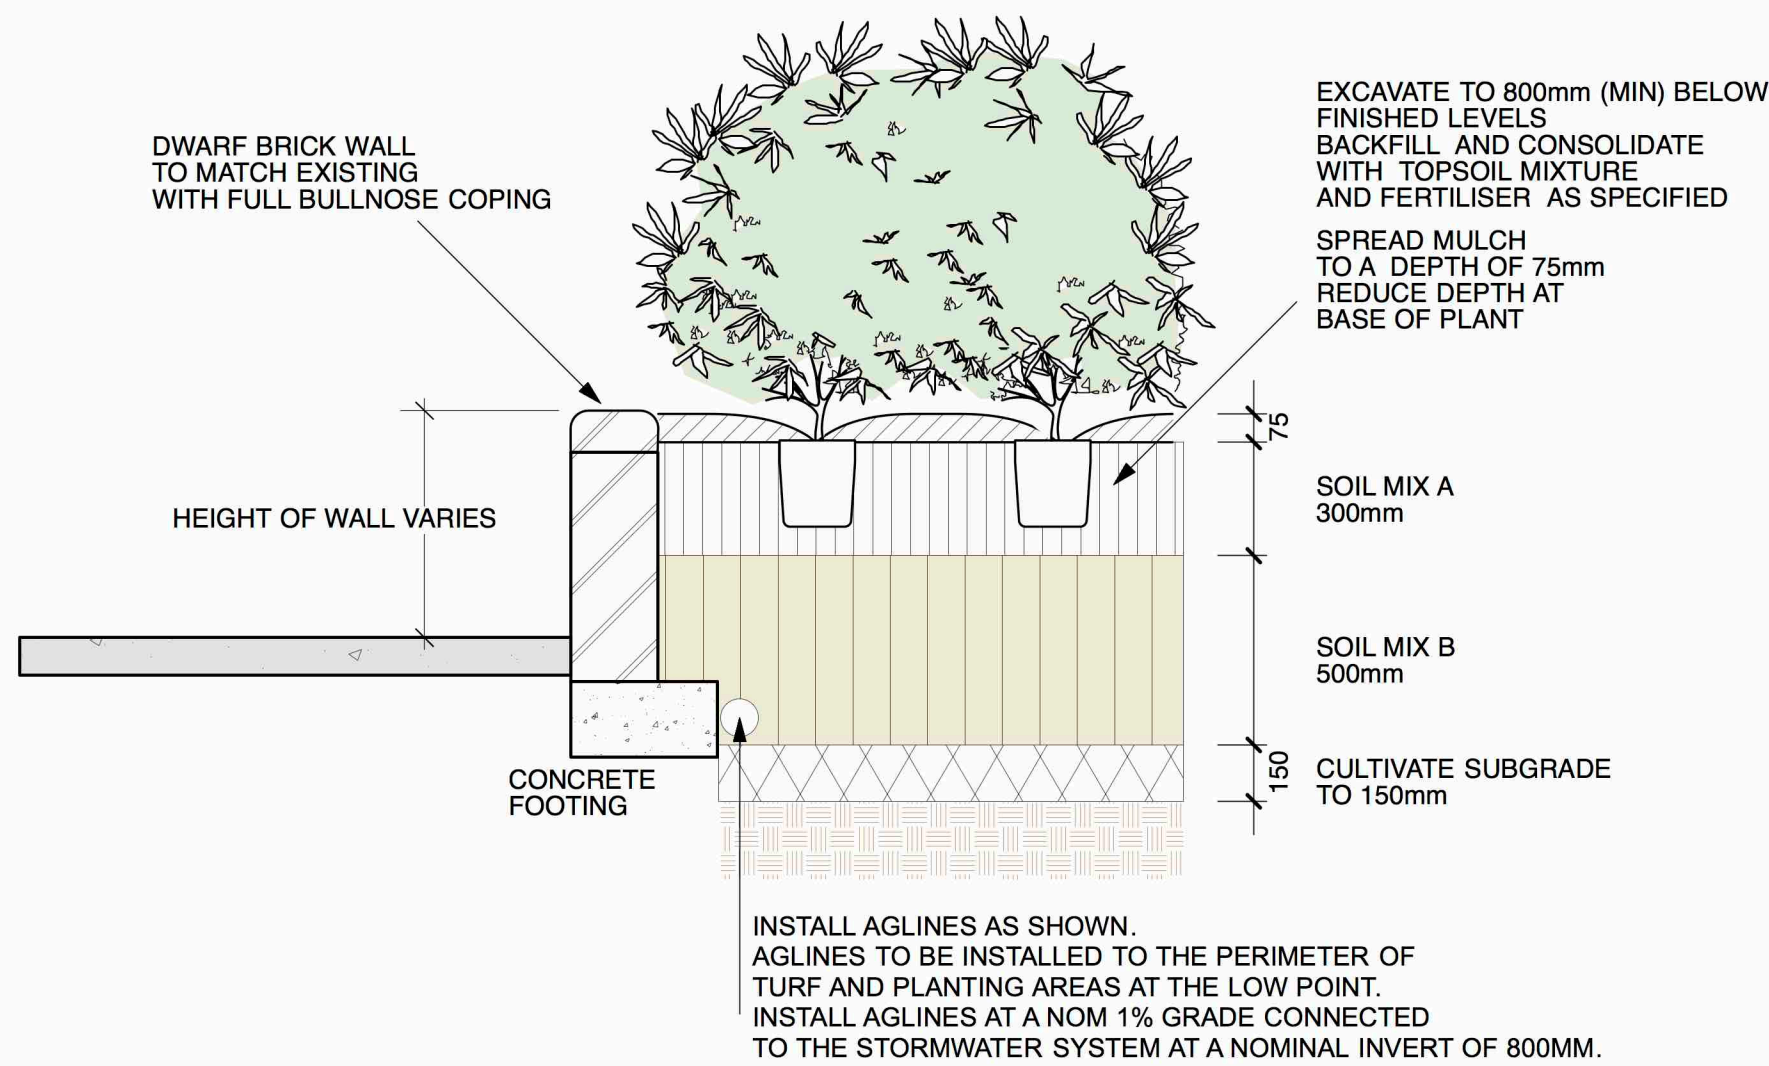 DWARF BRICK WALL
TO MATCH EXISTING
WITH FULL BULLNOSE COPING
EXCAVATE TO 800mm (MIN) BELOW
FINISHED LEVELS
BACKFILL AND CONSOLIDATE
WITH TOPSOIL MIXTURE
AND FERTILISER AS SPECIFIED
SPREAD MULCH
TO A DEPTH OF 75mm
REDUCE DEPTH AT
BASE OF PLANT
75
HEIGHT OF WALL VARIES
SOIL MIX A
300mm
SOIL MIX B
500mm
150
CULTIVATE SUBGRADE
TO 150mm
CONCRETE
FOOTING
INSTALL AGLINES AS SHOWN.
AGLINES TO BE INSTALLED TO THE PERIMETER OF
TURF AND PLANTING AREAS AT THE LOW POINT.
INSTALL AGLINES AT A NOM 1% GRADE CONNECTED
TO THE STORMWATER SYSTEM AT A NOMINAL INVERT OF 800MM.